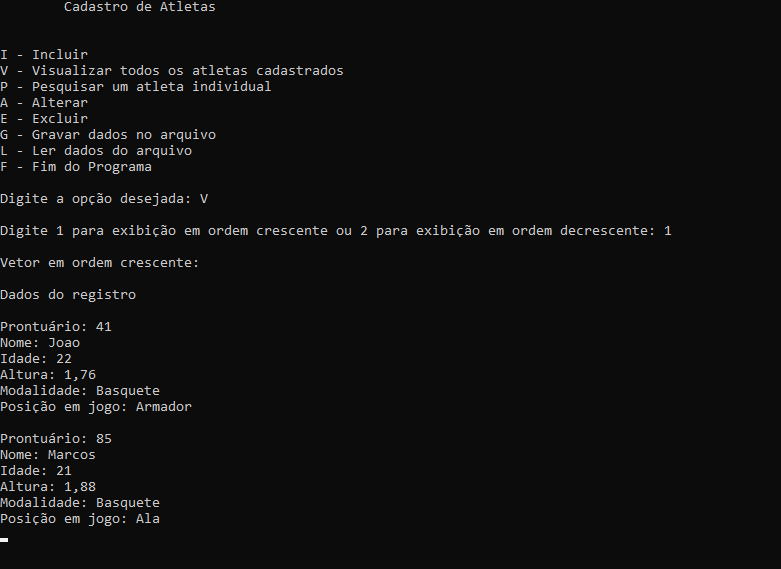 Cadastro de Atletas
I - Incluir
V - Visualizar todos os atletas cadastrados
P - Pesquisar um atleta individual
A - Alterar
E - Excluir
G - Gravar dados no arquivo
L - Ler dados do arquivo
F - Fim do Programa
Digite a opção desejada: V
Digite 1 para exibição em ordem crescente ou 2 para exibição em ordem decrescente: 1
Vetor em ordem crescente:
Dados do registro
Prontuário: 41
Nome: Joao
Idade: 22
Altura: 1,76
Modalidade: Basquete
Posição em jogo: Armador
Prontuário: 85
Nome: Marcos
Idade: 21
Altura: 1,88
Modalidade: Basquete
Posição em jogo: Ala